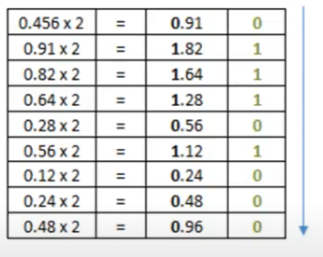 0.456 x 2 = 0.91 0
0.91 x 2 = 1.82 1
0.82 x 2 = 1.64 1
0.64 x 2 = 1.28 1
0.28 x 2 = 0.56 0
0.56 x 2 = 1.12 1
0.12 x 2 = 0.24 0
0.24 x 2 = 0.48 0
0.48 x 2 = 0.96 0